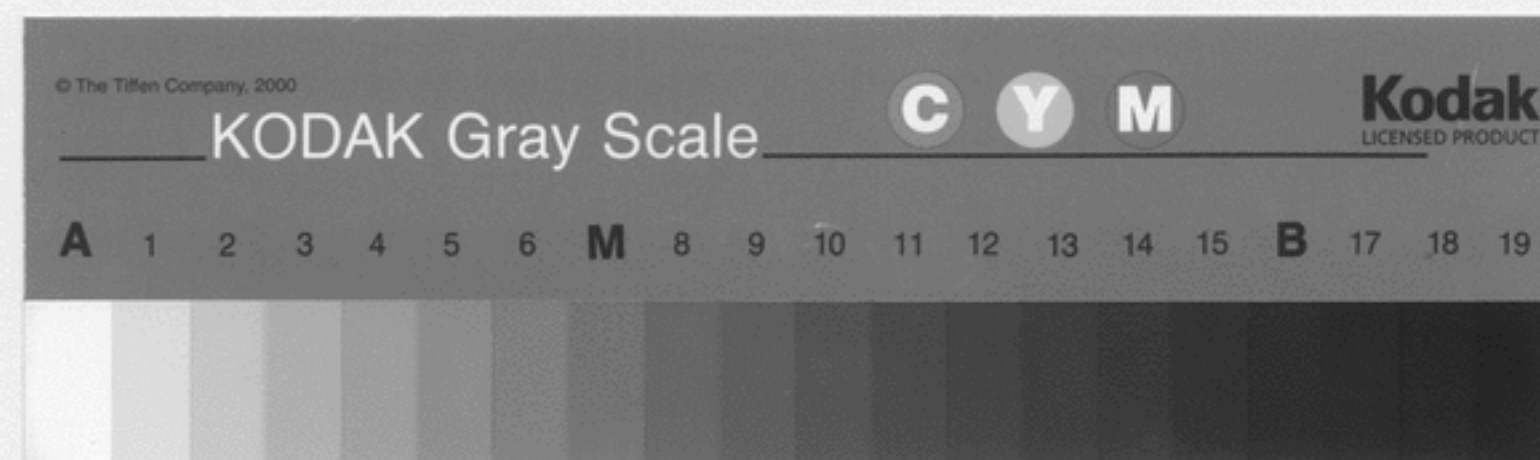 © The Tiffen Company, 2000
KODAK Gray Scale
C Y M
Kodak
LICENSED PRODUCT
A 1 2 3 4 5 6 M 8 9 10 11 12 13 14 15 B 17 18 19